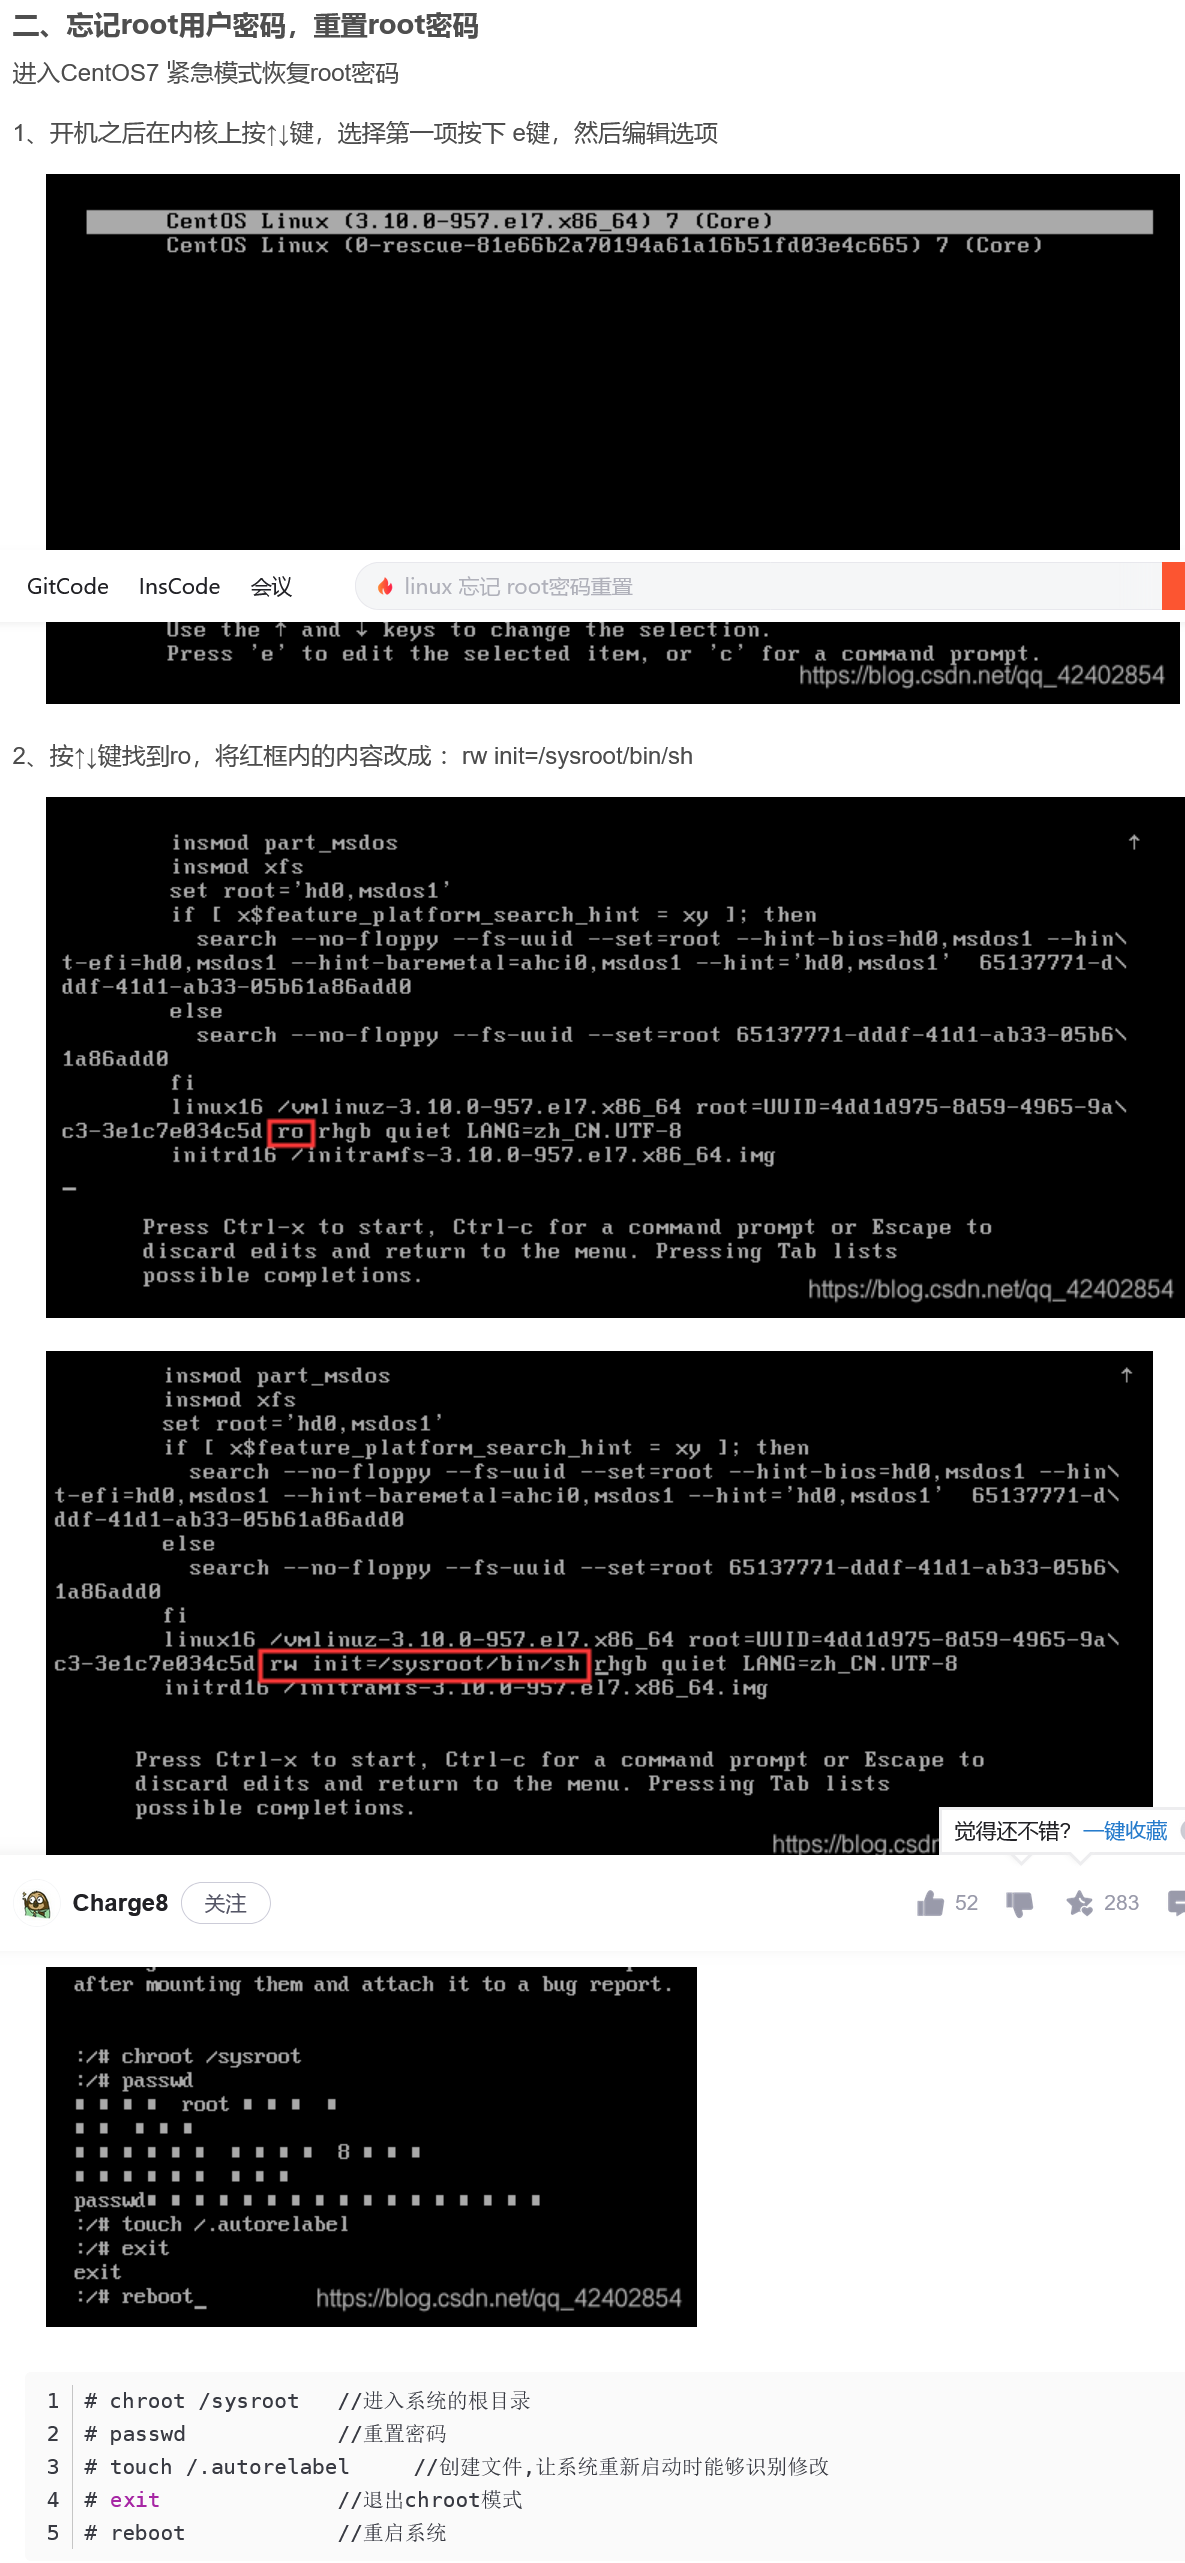 二、忘记root用户密码，重置root密码
进入CentOS7 紧急模式恢复root密码
1、开机之后在内核上按↑↓键，选择第一项按下 e键，然后编辑选项
CentOS Linux (3.10.0-957.el7.x86_64) 7 (Core)
CentOS Linux (0-rescue-81e66b2a70194a61a16b51fd03e4c665) 7 (Core)
GitCode InsCode 会议 linux 忘记 root密码重置
Use the ↑ and ↓ keys to change the selection.
Press 'e' to edit the selected item, or 'c' for a command prompt.
https://blog.csdn.net/qq_42402854
2、按↑↓键找到ro，将红框内的内容改成 ：rw init=/sysroot/bin/sh
insmod part_msdos ↑
insmod xfs
set root='hd0,msdos1'
if [ x$feature_platform_search_hint = xy ]; then
search --no-floppy --fs-uuid --set=root --hint-bios=hd0,msdos1 --hin\
t-efi=hd0,msdos1 --hint-baremetal=ahci0,msdos1 --hint='hd0,msdos1'  65137771-d\
ddf-41d1-ab33-05b61a86add0
else
search --no-floppy --fs-uuid --set=root 65137771-dddf-41d1-ab33-05b6\
1a86add0
fi
linux16 /vmlinuz-3.10.0-957.el7.x86_64 root=UUID=4dd1d975-8d59-4965-9a\
c3-3e1c7e034c5d ro rhgb quiet LANG=zh_CN.UTF-8
initrd16 /initramfs-3.10.0-957.el7.x86_64.img
_
Press Ctrl-x to start, Ctrl-c for a command prompt or Escape to
discard edits and return to the menu. Pressing Tab lists
possible completions.
https://blog.csdn.net/qq_42402854
insmod part_msdos ↑
insmod xfs
set root='hd0,msdos1'
if [ x$feature_platform_search_hint = xy ]; then
search --no-floppy --fs-uuid --set=root --hint-bios=hd0,msdos1 --hin\
t-efi=hd0,msdos1 --hint-baremetal=ahci0,msdos1 --hint='hd0,msdos1'  65137771-d\
ddf-41d1-ab33-05b61a86add0
else
search --no-floppy --fs-uuid --set=root 65137771-dddf-41d1-ab33-05b6\
1a86add0
fi
linux16 /vmlinuz-3.10.0-957.el7.x86_64 root=UUID=4dd1d975-8d59-4965-9a\
c3-3e1c7e034c5d rw init=/sysroot/bin/sh rhgb quiet LANG=zh_CN.UTF-8
initrd16 /initramfs-3.10.0-957.el7.x86_64.img
Press Ctrl-x to start, Ctrl-c for a command prompt or Escape to
discard edits and return to the menu. Pressing Tab lists
possible completions.
觉得还不错? 一键收藏
https://blog.csdn
Charge8 关注 52 283
after mounting them and attach it to a bug report.
:/# chroot /sysroot
:/# passwd
root
8
passwd
:/# touch /.autorelabel
:/# exit
exit
:/# reboot_
https://blog.csdn.net/qq_42402854
1 # chroot /sysroot   //进入系统的根目录
2 # passwd            //重置密码
3 # touch /.autorelabel     //创建文件,让系统重新启动时能够识别修改
4 # exit              //退出chroot模式
5 # reboot            //重启系统